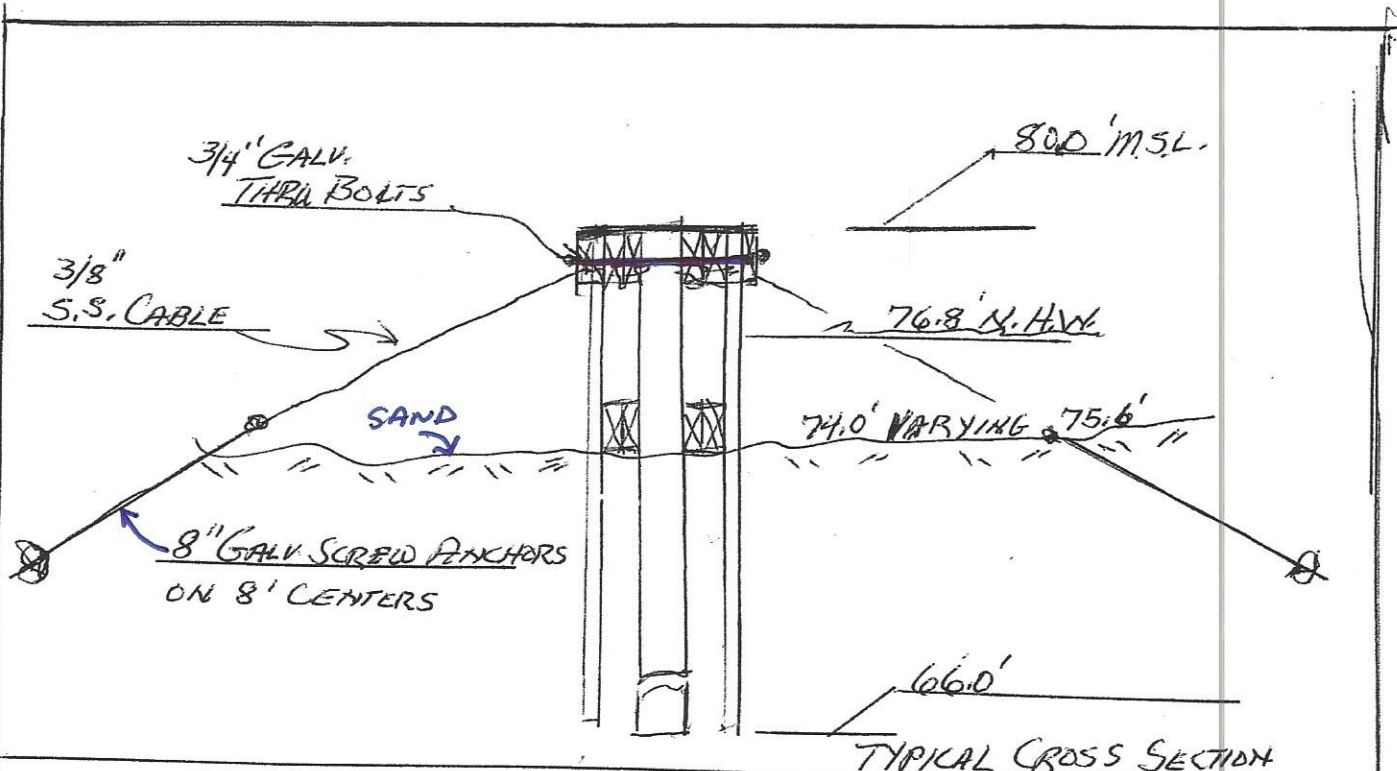 3/4" GALV.
THRU BOLTS
80.0' M.S.L.
3/8"
S.S. CABLE
76.8' N.H.W.
SAND
74.0' VARYING
75.6'
8" GALV. SCREW ANCHORS
ON 8' CENTERS
66.0'
TYPICAL CROSS SECTION